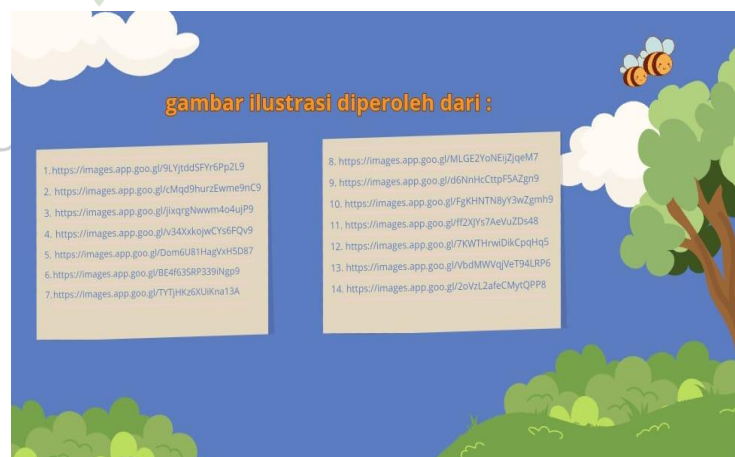 gambar ilustrasi diperoleh dari :
1. https://images.app.goo.gl/9LYjtddSFYr6Pp2L9
2. https://images.app.goo.gl/cMqd9hurzEwme9nC9
3. https://images.app.goo.gl/jixqrgNwwm4o4ujP9
4. https://images.app.goo.gl/v34XxkojwCYs6FQv9
5. https://images.app.goo.gl/Dom6U81HagVxH5D87
6. https://images.app.goo.gl/BE4f63SRP339iNgp9
7. https://images.app.goo.gl/TYTjHKz6XUiKna13A
8. https://images.app.goo.gl/MLGE2YoNEijZjqeM7
9. https://images.app.goo.gl/d6NnHcCttpF5AZgn9
10. https://images.app.goo.gl/FgKHNTN8yY3wZgmh9
11. https://images.app.goo.gl/ff2XJYs7AeVuZDs48
12. https://images.app.goo.gl/7KWTHrwiDikCpqHq5
13. https://images.app.goo.gl/VbdMWVqjVeT94LRP6
14. https://images.app.goo.gl/2oVzL2afeCMytQPP8